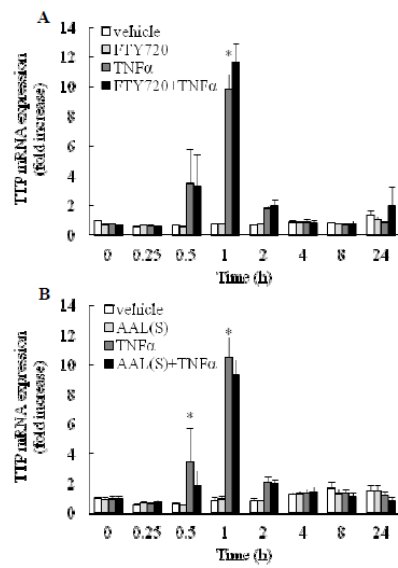 A
vehicle
FTY720
TNFα
FTY720+TNFα
14
12
10
8
6
4
2
0
TTP mRNA expression
(fold increase)
*
0 0.25 0.5 1 2 4 8 24
Time (h)
B
vehicle
AAL(S)
TNFα
AAL(S)+TNFα
14
12
10
8
6
4
2
0
TTP mRNA expression
(fold increase)
*
*
0 0.25 0.5 1 2 4 8 24
Time (h)